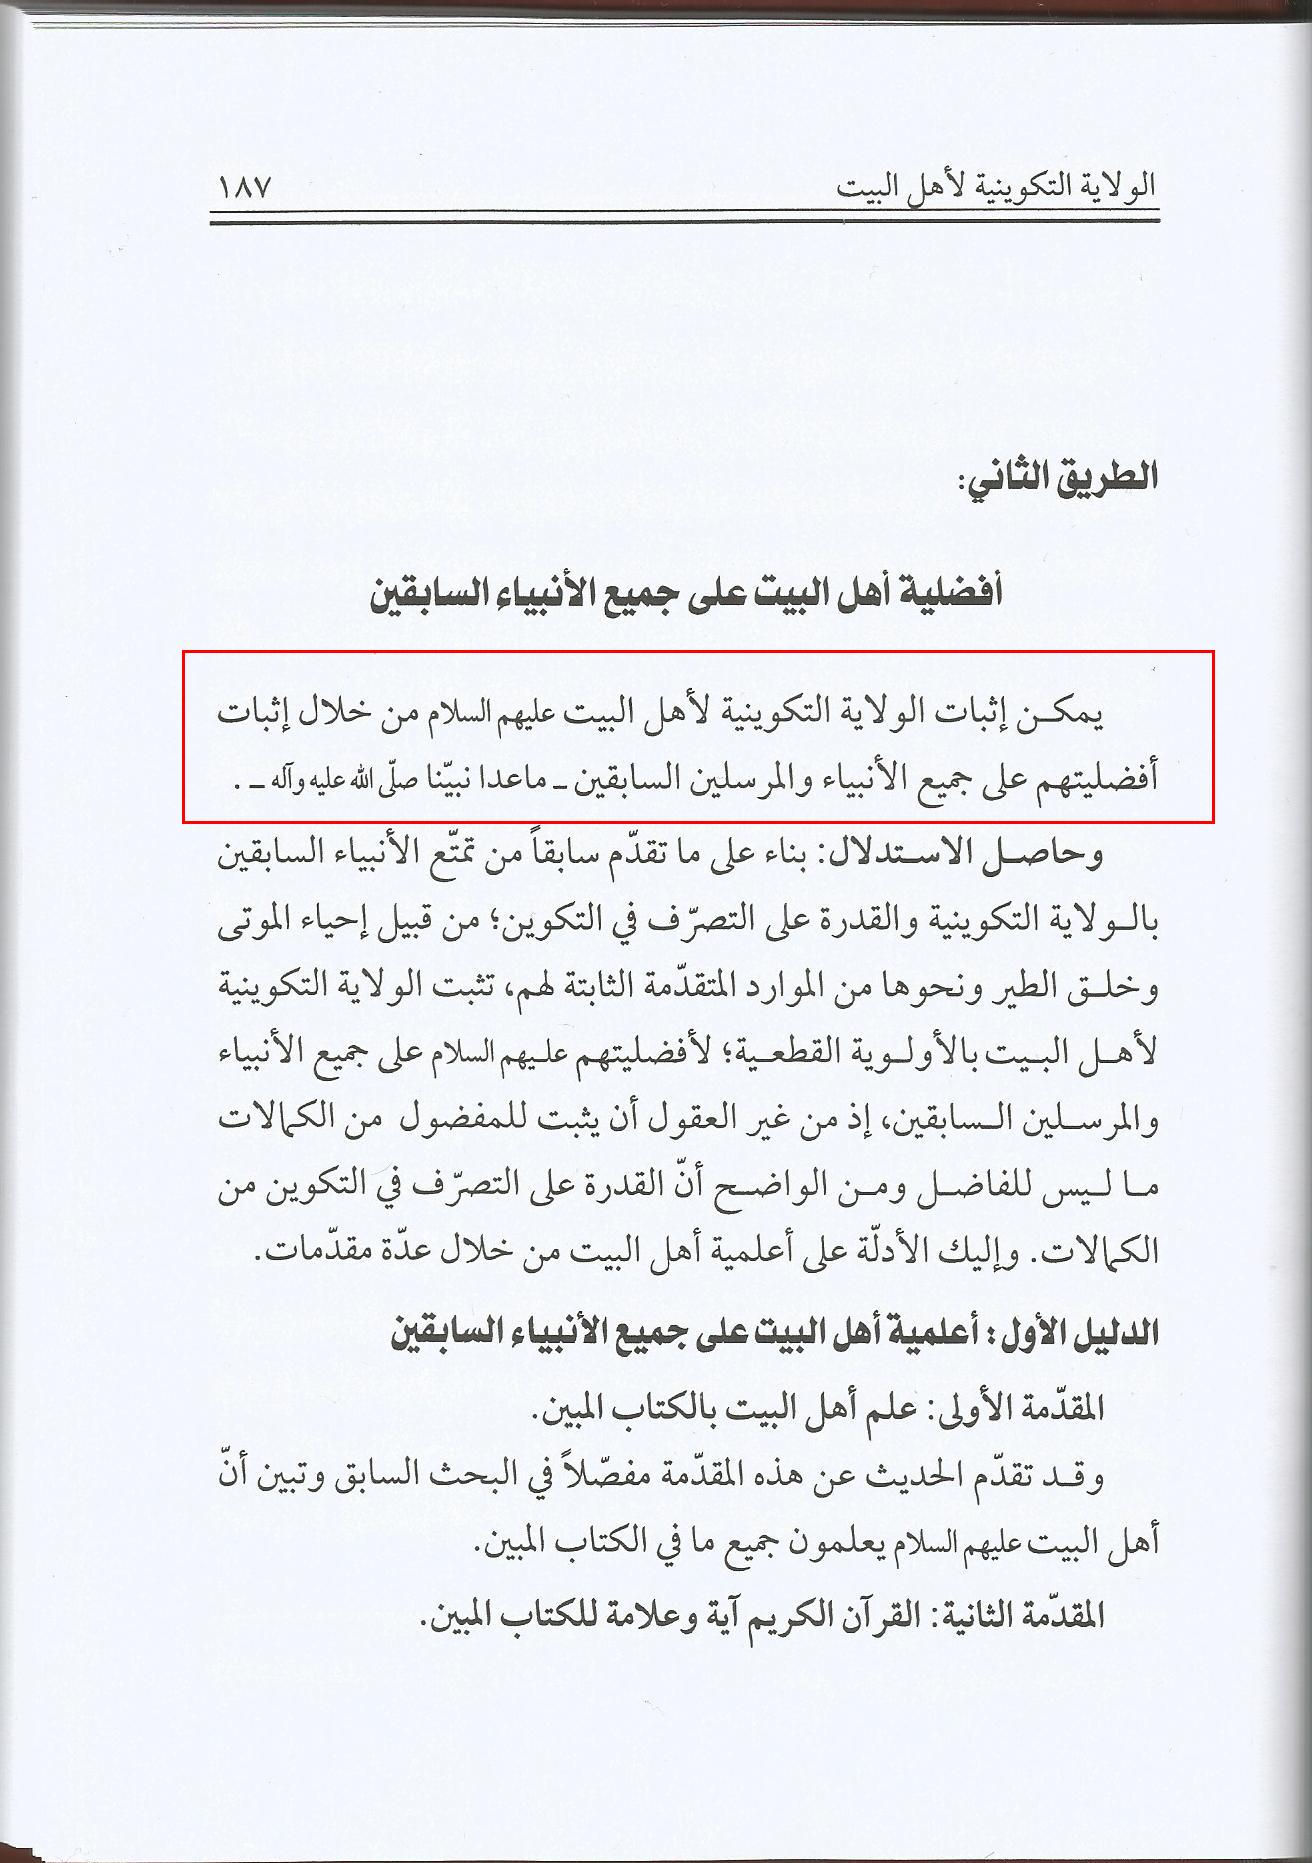 الولاية التكوينية لأهل البيت ١٨٧
الطريق الثاني:
أفضلية أهل البيت على جميع الأنبياء السابقين
يمكن إثبات الولاية التكوينية لأهل البيت عليهم السلام من خلال إثبات
أفضليتهم على جميع الأنبياء والمرسلين السابقين ـ ماعدا نبيّنا صلّى الله عليه وآله ـ .
وحاصل الاستدلال: بناء على ما تقدّم سابقاً من تمتّع الأنبياء السابقين
بالولاية التكوينية والقدرة على التصرّف في التكوين؛ من قبيل إحياء الموتى
وخلق الطير ونحوها من الموارد المتقدّمة الثابتة لهم، تثبت الولاية التكوينية
لأهل البيت بالأولوية القطعية؛ لأفضليتهم عليهم السلام على جميع الأنبياء
والمرسلين السابقين، إذ من غير العقول أن يثبت للمفضول من الكمالات
ما ليس للفاضل ومن الواضح أنّ القدرة على التصرّف في التكوين من
الكمالات. وإليك الأدلّة على أعلمية أهل البيت من خلال عدّة مقدّمات.
الدليل الأول: أعلمية أهل البيت على جميع الأنبياء السابقين
المقدّمة الأولى: علم أهل البيت بالكتاب المبين.
وقد تقدّم الحديث عن هذه المقدّمة مفصّلاً في البحث السابق وتبين أنّ
أهل البيت عليهم السلام يعلمون جميع ما في الكتاب المبين.
المقدّمة الثانية: القرآن الكريم آية وعلامة للكتاب المبين.